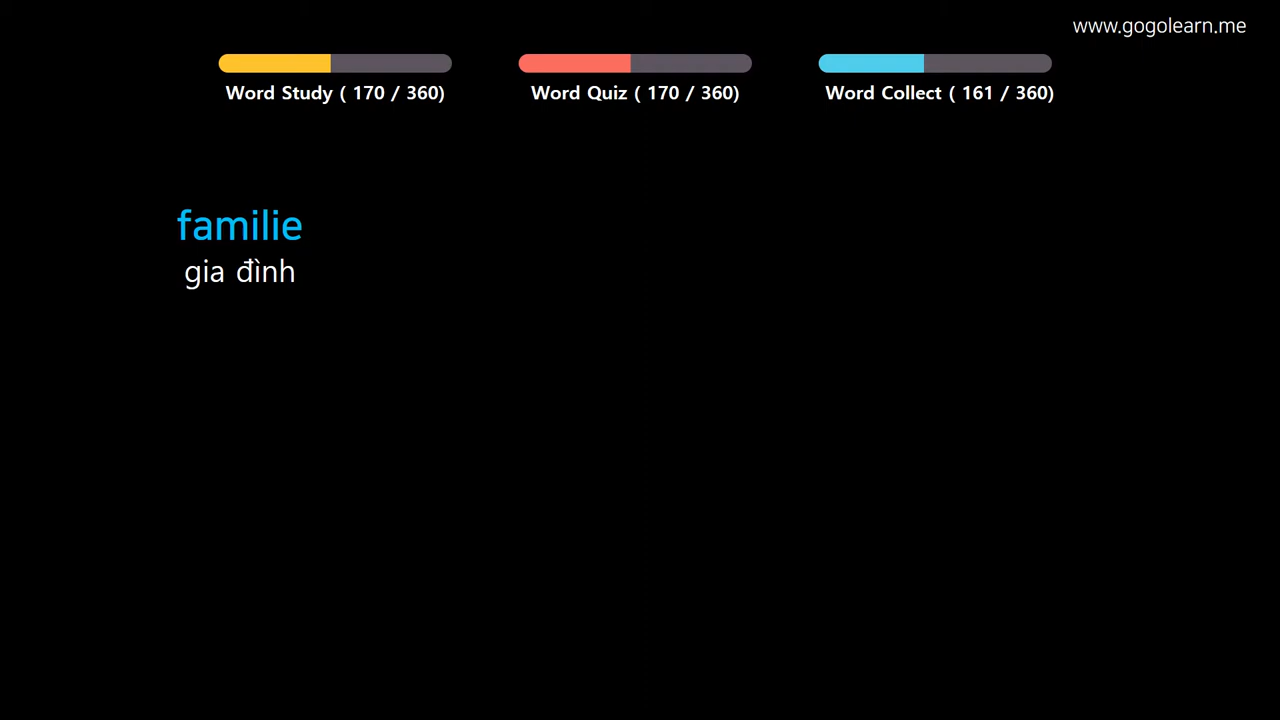 www.gogolearn.me
Word Study ( 170 / 360)
Word Quiz ( 170 / 360)
Word Collect ( 161 / 360)
familie
gia đình